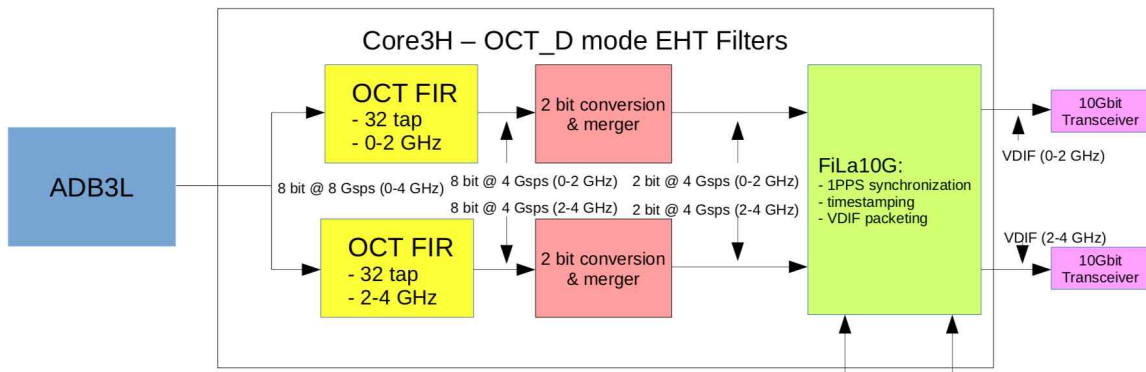 Core3H – OCT_D mode EHT Filters
ADB3L
OCT FIR
- 32 tap
- 0-2 GHz
2 bit conversion
& merger
8 bit @ 8 Gsps (0-4 GHz)
8 bit @ 4 Gsps (0-2 GHz)
8 bit @ 4 Gsps (2-4 GHz)
2 bit @ 4 Gsps (0-2 GHz)
2 bit @ 4 Gsps (2-4 GHz)
OCT FIR
- 32 tap
- 2-4 GHz
2 bit conversion
& merger
FiLa10G:
- 1PPS synchronization
- timestamping
- VDIF packeting
10Gbit
Transceiver
VDIF (0-2 GHz)
VDIF (2-4 GHz)
10Gbit
Transceiver